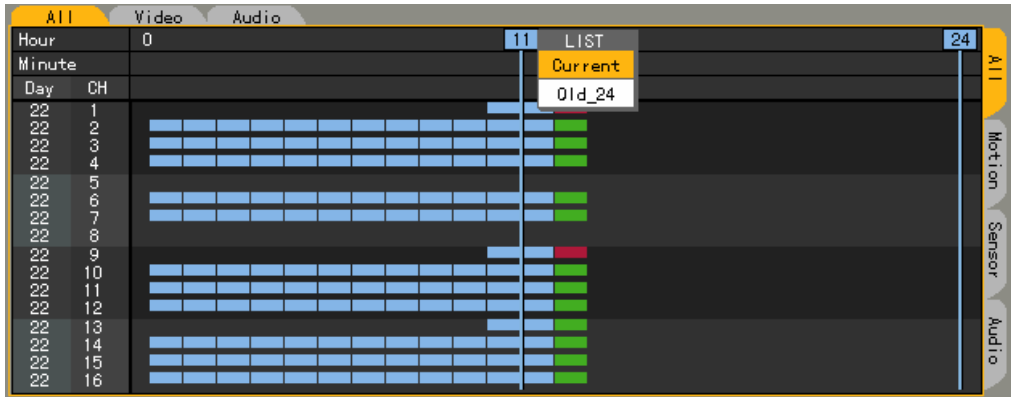 All Video Audio
Hour 0 11 LIST 24
Minute Current
Day CH Old_24
22 1
22 2
22 3
22 4
22 5
22 6
22 7
22 8
22 9
22 10
22 11
22 12
22 13
22 14
22 15
22 16
All
Motion
Sensor
Audio